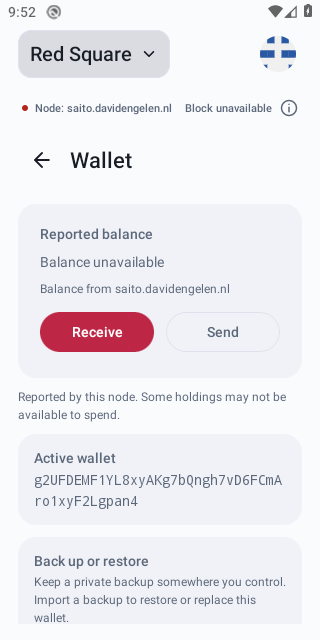 9:52
Red Square
Node: saito.davidengelen.nl Block unavailable
Wallet
Reported balance
Balance unavailable
Balance from saito.davidengelen.nl
Receive Send
Reported by this node. Some holdings may not be
available to spend.
Active wallet
g2UFDEMF1YL8xyAKg7bQngh7vD6FCmA
ro1xyF2Lgpan4
Back up or restore
Keep a private backup somewhere you control.
Import a backup to restore or replace this
wallet.